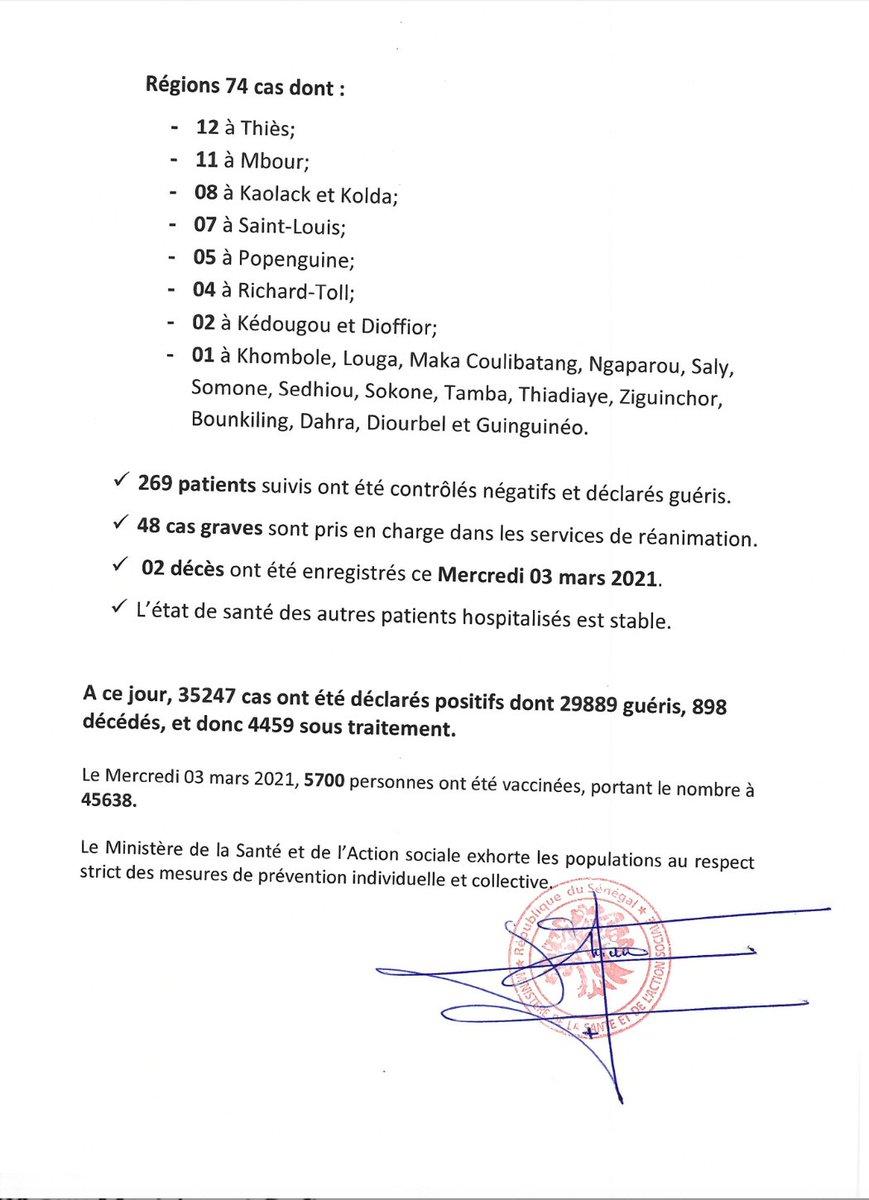 Régions 74 cas dont :
- 12 à Thiès;
- 11 à Mbour;
- 08 à Kaolack et Kolda;
- 07 à Saint-Louis;
- 05 à Popenguine;
- 04 à Richard-Toll;
- 02 à Kédougou et Dioffior;
- 01 à Khombole, Louga, Maka Coulibatang, Ngaparou, Saly,
Somone, Sedhiou, Sokone, Tamba, Thiadiaye, Ziguinchor,
Bounkiling, Dahra, Diourbel et Guinguinéo.
✓ 269 patients suivis ont été contrôlés négatifs et déclarés guéris.
✓ 48 cas graves sont pris en charge dans les services de réanimation.
✓ 02 décès ont été enregistrés ce Mercredi 03 mars 2021.
✓ L'état de santé des autres patients hospitalisés est stable.
A ce jour, 35247 cas ont été déclarés positifs dont 29889 guéris, 898
décédés, et donc 4459 sous traitement.
Le Mercredi 03 mars 2021, 5700 personnes ont été vaccinées, portant le nombre à
45638.
Le Ministère de la Santé et de l'Action sociale exhorte les populations au respect
strict des mesures de prévention individuelle et collective.
★ République du Sénégal ★
MINISTERE DE LA SANTE ET DE L'ACTION SOCIALE